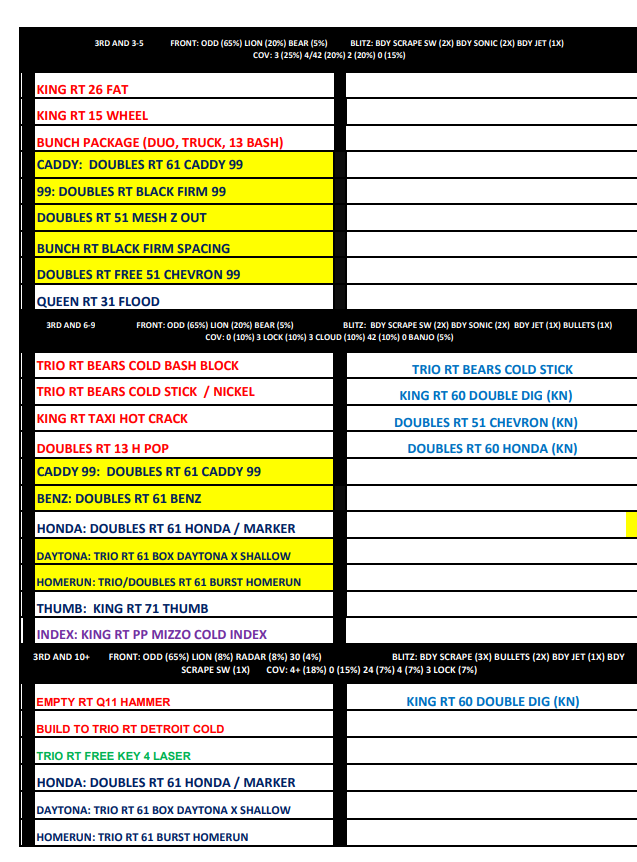 3RD AND 3-5 FRONT: ODD (65%) LION (20%) BEAR (5%) BLITZ: BDY SCRAPE SW (2X) BDY SONIC (2X) BDY JET (1X)
COV: 3 (25%) 4/42 (20%) 2 (20%) 0 (15%)
KING RT 26 FAT
KING RT 15 WHEEL
BUNCH PACKAGE (DUO, TRUCK, 13 BASH)
CADDY: DOUBLES RT 61 CADDY 99
99: DOUBLES RT BLACK FIRM 99
DOUBLES RT 51 MESH Z OUT
BUNCH RT BLACK FIRM SPACING
DOUBLES RT FREE 51 CHEVRON 99
QUEEN RT 31 FLOOD
3RD AND 6-9 FRONT: ODD (65%) LION (20%) BEAR (5%) BLITZ: BDY SCRAPE SW (2X) BDY SONIC (2X) BDY JET (1X) BULLETS (1X)
COV: 0 (10%) 3 LOCK (10%) 3 CLOUD (10%) 42 (10%) 0 BANJO (5%)
TRIO RT BEARS COLD BASH BLOCK TRIO RT BEARS COLD STICK
TRIO RT BEARS COLD STICK / NICKEL KING RT 60 DOUBLE DIG (KN)
KING RT TAXI HOT CRACK DOUBLES RT 51 CHEVRON (KN)
DOUBLES RT 13 H POP DOUBLES RT 60 HONDA (KN)
CADDY 99: DOUBLES RT 61 CADDY 99
BENZ: DOUBLES RT 61 BENZ
HONDA: DOUBLES RT 61 HONDA / MARKER
DAYTONA: TRIO RT 61 BOX DAYTONA X SHALLOW
HOMERUN: TRIO/DOUBLES RT 61 BURST HOMERUN
THUMB: KING RT 71 THUMB
INDEX: KING RT PP MIZZO COLD INDEX
3RD AND 10+ FRONT: ODD (65%) LION (8%) RADAR (8%) 30 (4%) BLITZ: BDY SCRAPE (3X) BULLETS (2X) BDY JET (1X) BDY
SCRAPE SW (1X) COV: 4+ (18%) 0 (15%) 24 (7%) 4 (7%) 3 LOCK (7%)
EMPTY RT Q11 HAMMER KING RT 60 DOUBLE DIG (KN)
BUILD TO TRIO RT DETROIT COLD
TRIO RT FREE KEY 4 LASER
HONDA: DOUBLES RT 61 HONDA / MARKER
DAYTONA: TRIO RT 61 BOX DAYTONA X SHALLOW
HOMERUN: TRIO RT 61 BURST HOMERUN